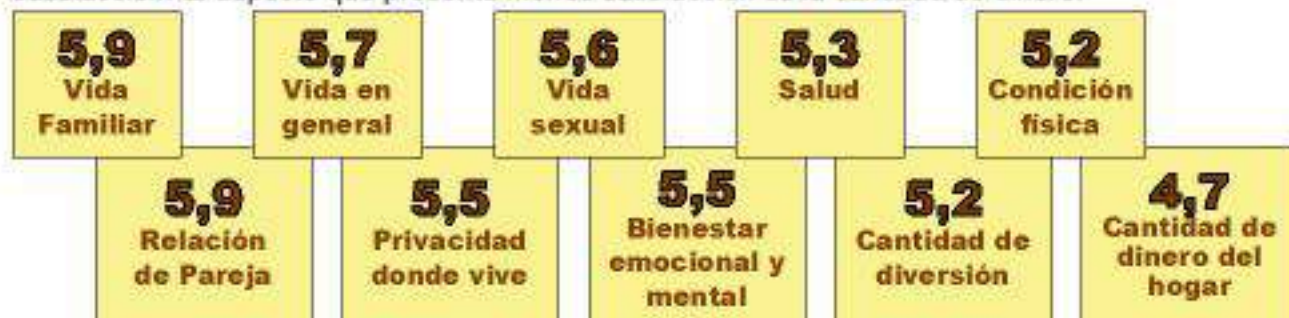 5,9
Vida
Familiar
5,7
Vida en
general
5,6
Vida
sexual
5,3
Salud
5,2
Condición
física
5,9
Relación
de Pareja
5,5
Privacidad
donde vive
5,5
Bienestar
emocional y
mental
5,2
Cantidad de
diversión
4,7
Cantidad de
dinero del
hogar